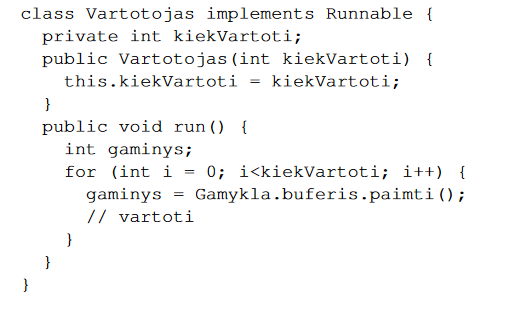 class Vartotojas implements Runnable {
private int kiekVartoti;
public Vartotojas(int kiekVartoti) {
this.kiekVartoti = kiekVartoti;
}
public void run() {
int gaminys;
for (int i = 0; i<kiekVartoti; i++) {
gaminys = Gamykla.buferis.paimti();
// vartoti
}
}
}